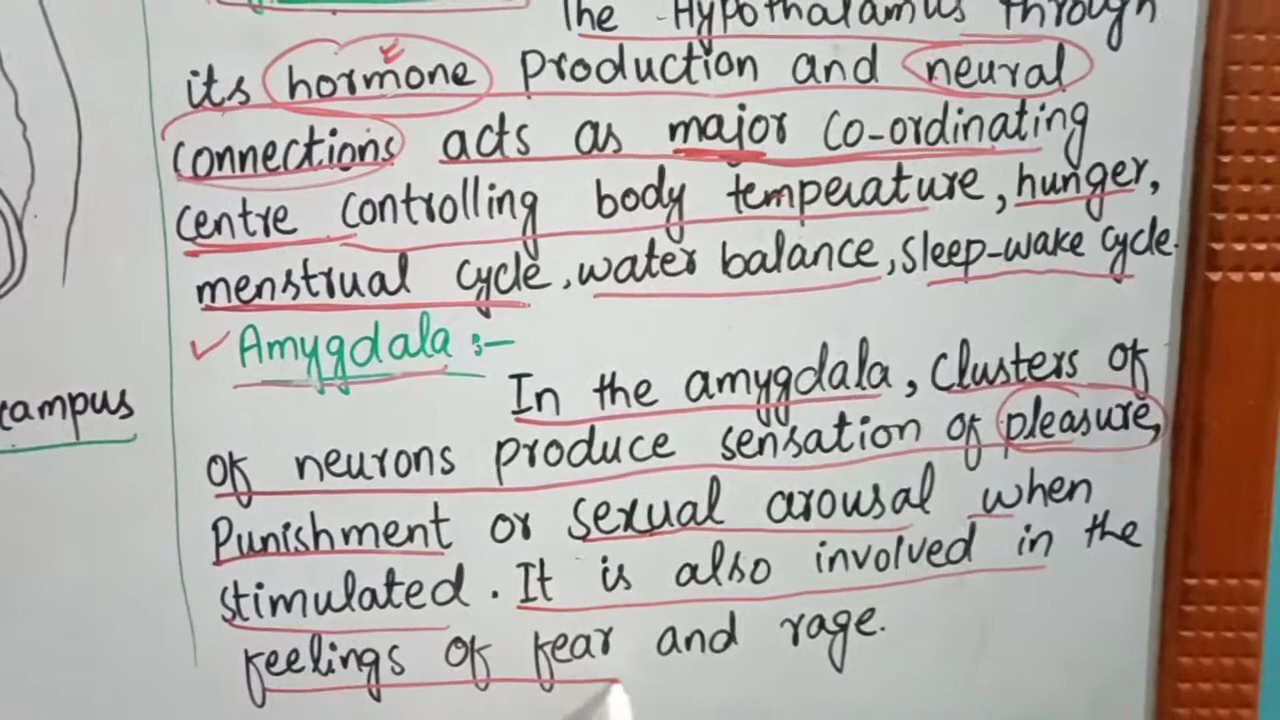 The Hypothalamus through
its hormone production and neural
connections acts as major co-ordinating
centre controlling body temperature, hunger,
menstrual cycle, water balance, sleep-wake cycle.
Amygdala :-
In the amygdala, clusters of
campus
of neurons produce sensation of pleasure,
Punishment or sexual arousal when
stimulated. It is also involved in the
feelings of fear and rage.